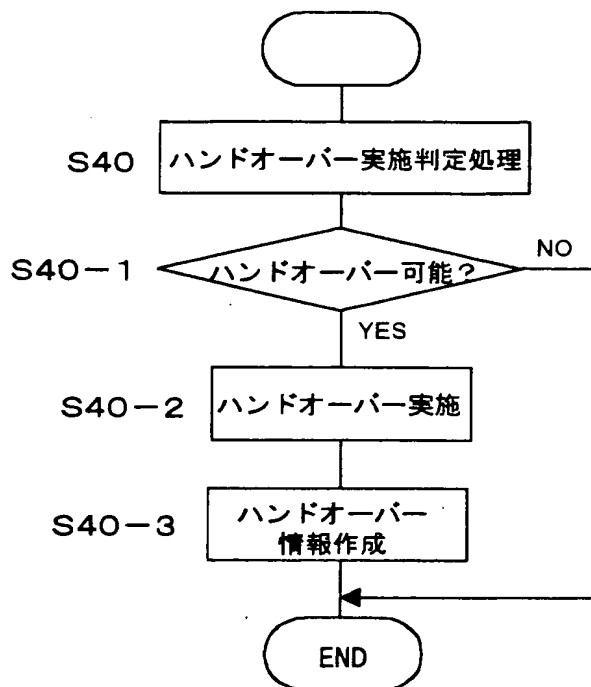 S40 ハンドオーバー実施判定処理
S40-1 ハンドオーバー可能? NO
YES
S40-2 ハンドオーバー実施
S40-3 ハンドオーバー
情報作成
END